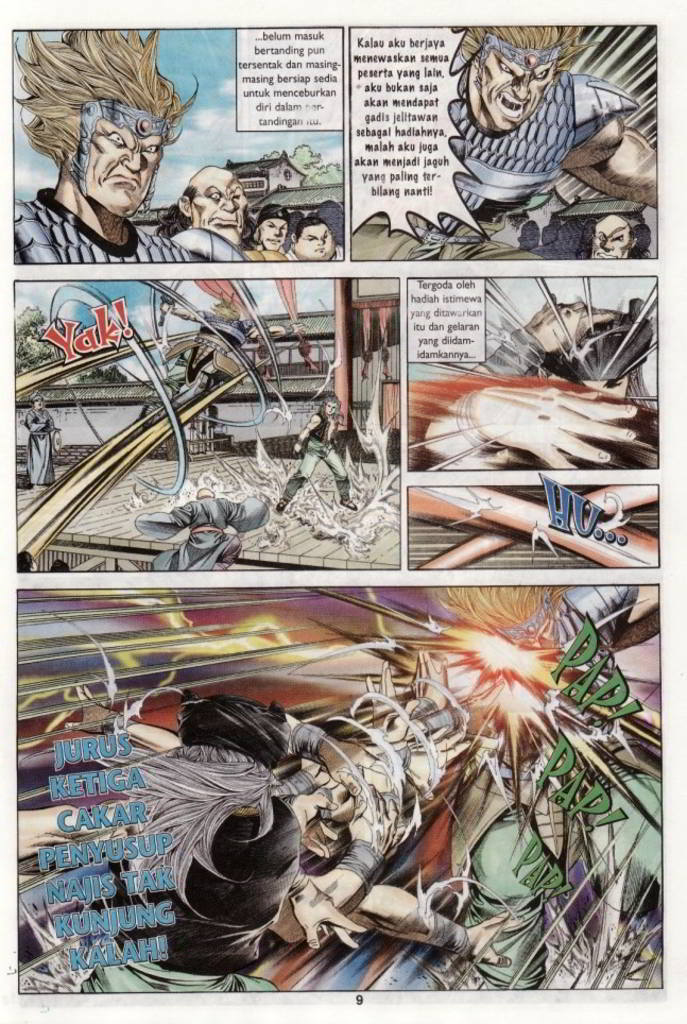 ...belum masuk
bertanding pun
tersentak dan masing-
masing bersiap sedia
untuk menceburkan
diri dalam per-
tandingan itu.
Kalau aku berjaya
menewaskan semua
peserta yang lain,
aku bukan saja
akan mendapat
gadis jelitawan
sebagai hadiahnya,
malah aku juga
akan menjadi jaguh
yang paling ter-
bilang nanti!
Yak!
Tergoda oleh
hadiah istimewa
yang ditawarkan
itu dan gelaran
yang diidam-
idamkannya...
HU...
JURUS
KETIGA
CAKAR
PENYUSUP
NAJIS TAK
KUNJUNG
KALAH!
PAP!
PAP!
PAP!
9